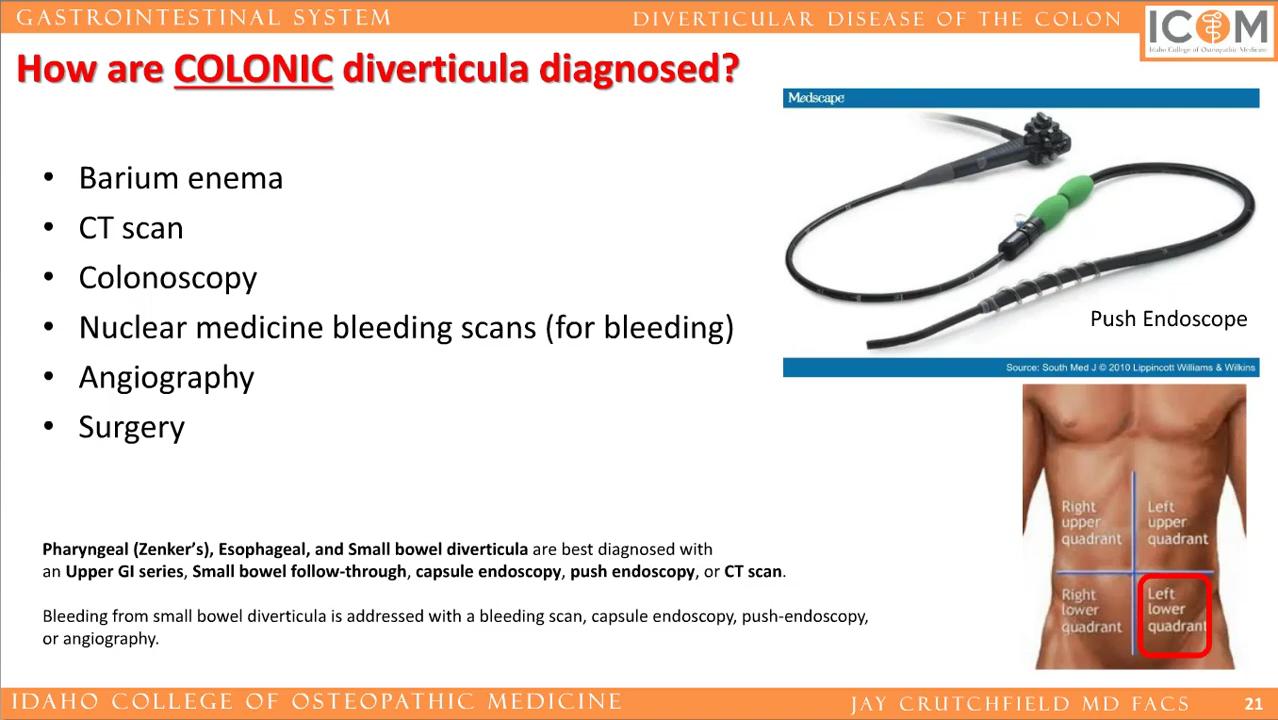 GASTROINTESTINAL SYSTEM
DIVERTICULAR DISEASE OF THE COLON
ICOM
Idaho College of Osteopathic Medicine
How are COLONIC diverticula diagnosed?
Medscape
• Barium enema
• CT scan
• Colonoscopy
• Nuclear medicine bleeding scans (for bleeding)
• Angiography
• Surgery
Push Endoscope
Source: South Med J © 2010 Lippincott Williams & Wilkins
Right upper quadrant
Left upper quadrant
Right lower quadrant
Left lower quadrant
Pharyngeal (Zenker's), Esophageal, and Small bowel diverticula are best diagnosed with
an Upper GI series, Small bowel follow-through, capsule endoscopy, push endoscopy, or CT scan.
Bleeding from small bowel diverticula is addressed with a bleeding scan, capsule endoscopy, push-endoscopy,
or angiography.
IDAHO COLLEGE OF OSTEOPATHIC MEDICINE
JAY CRUTCHFIELD MD FACS
21